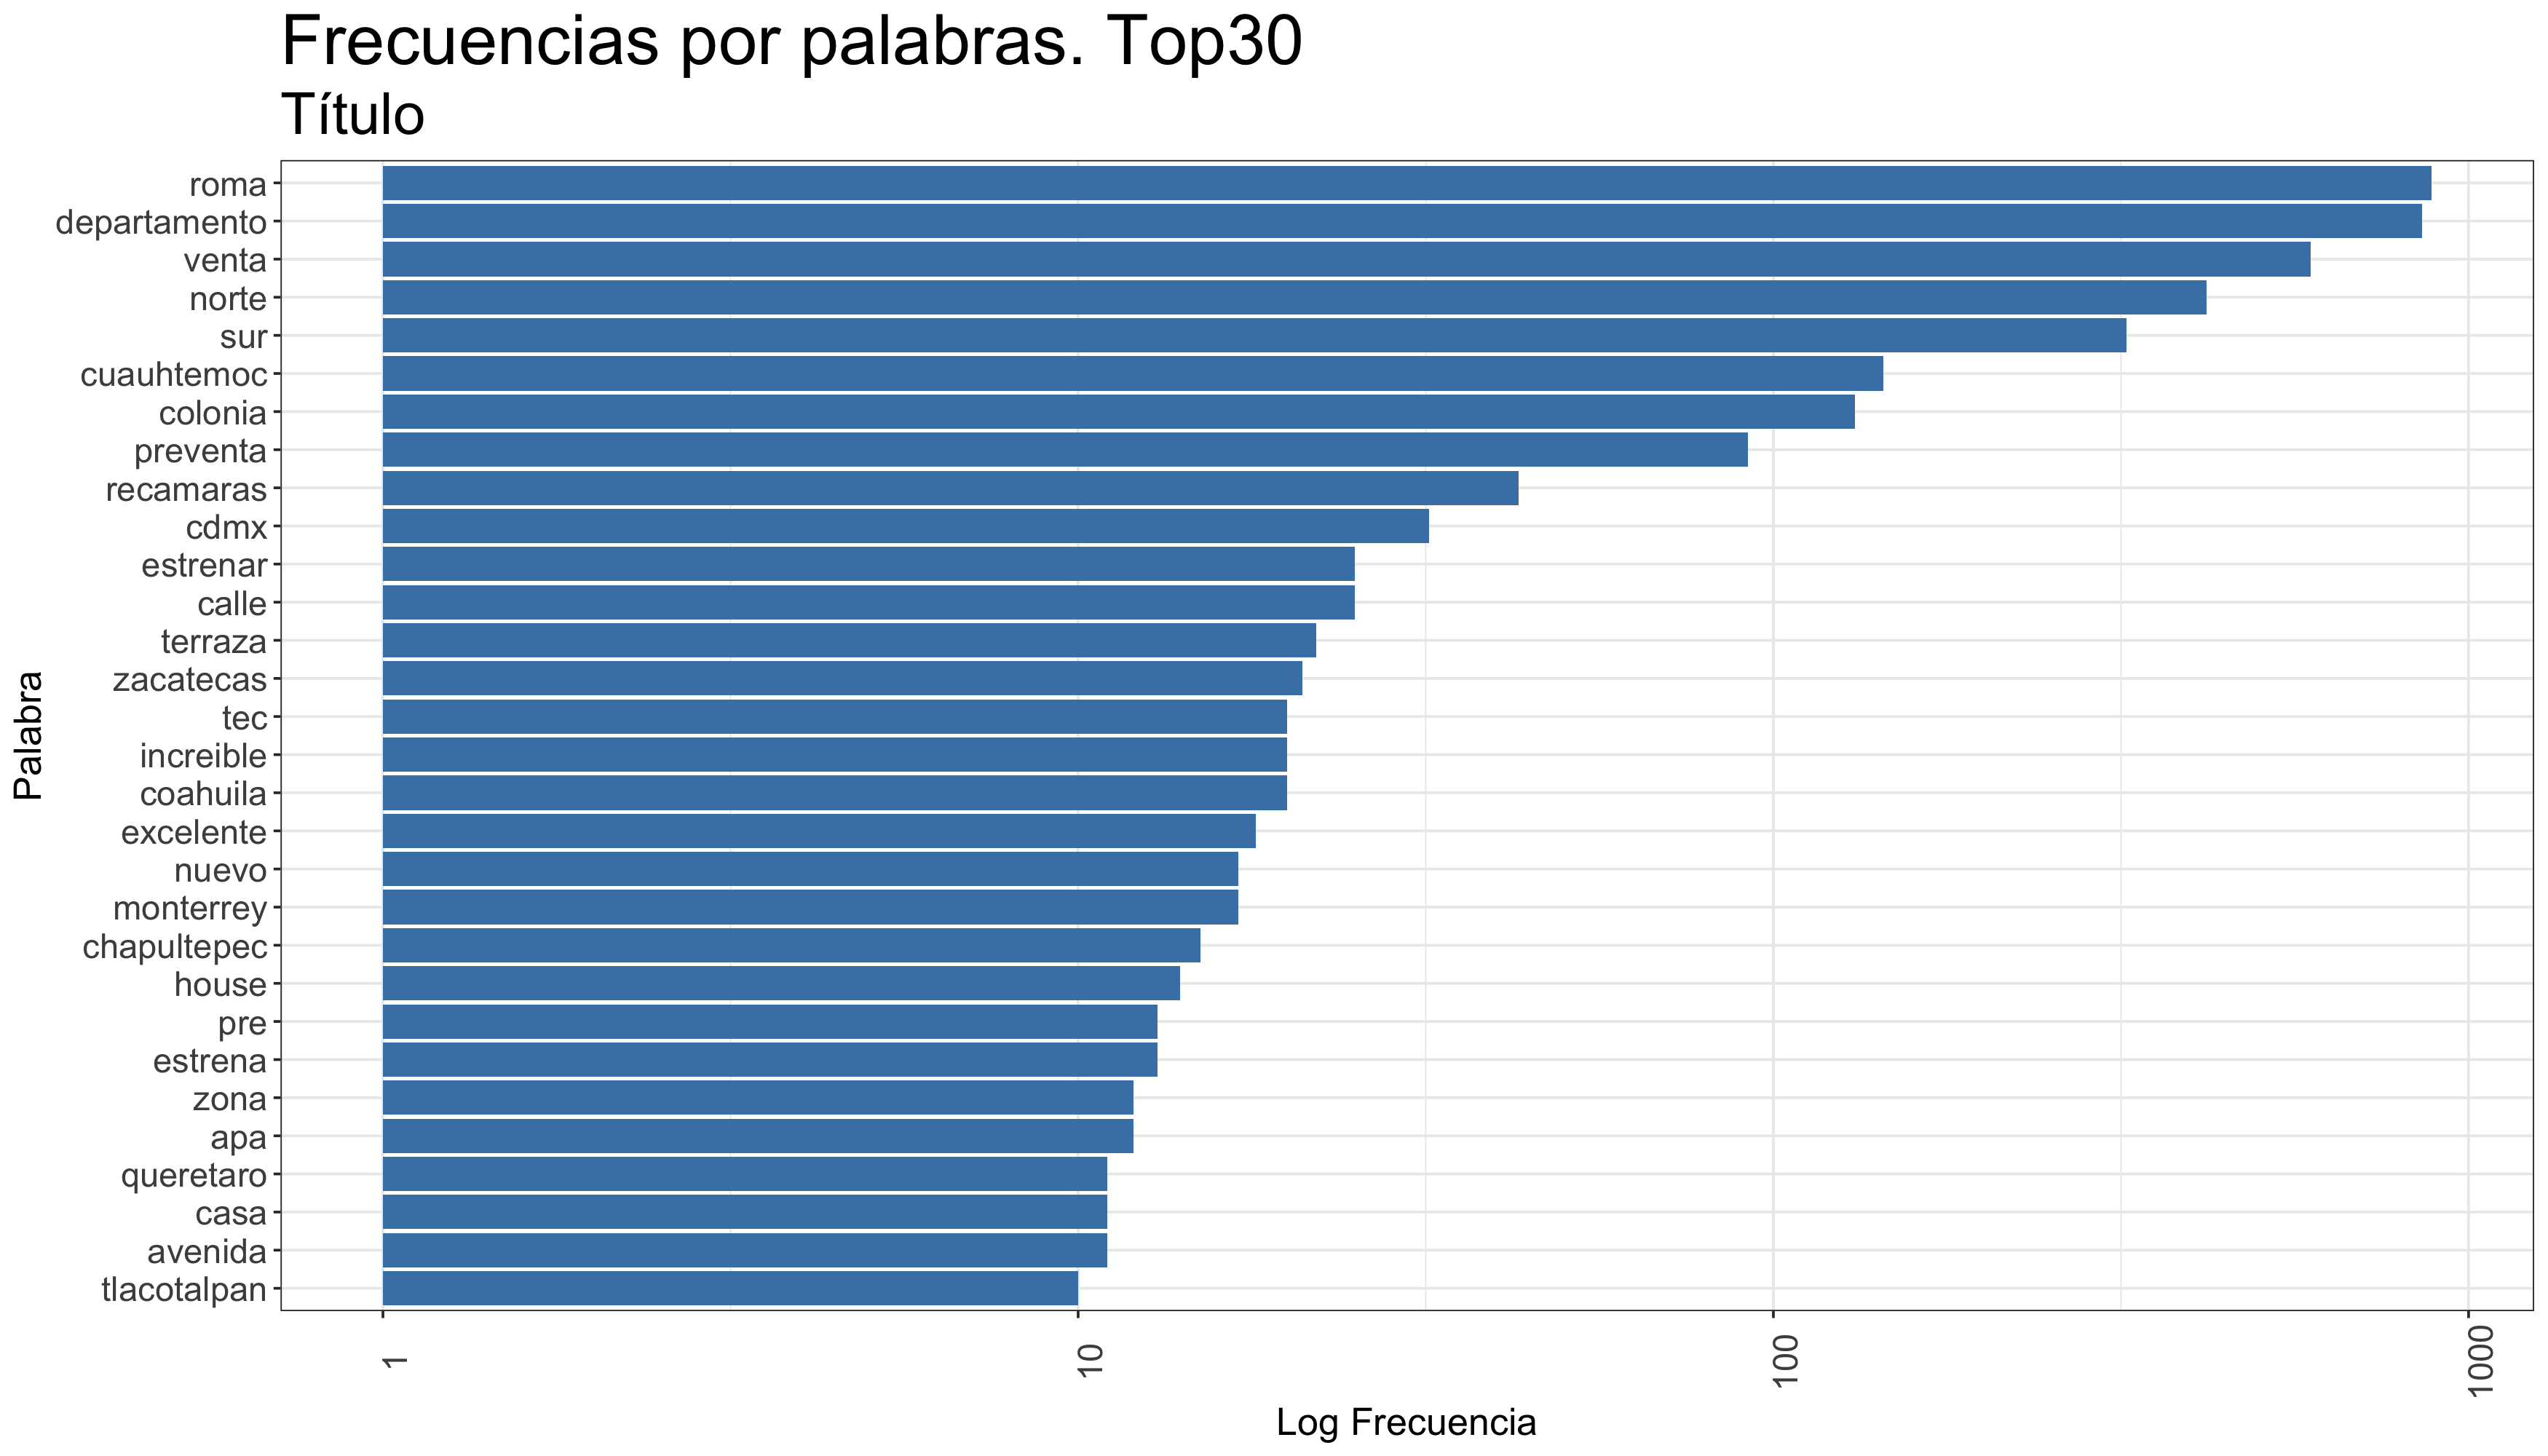 Frecuencias por palabras. Top30
Título
roma
departamento
venta
norte
sur
cuauhtemoc
colonia
preventa
recamaras
cdmx
estrenar
calle
terraza
zacatecas
tec
increible
coahuila
excelente
nuevo
monterrey
chapultepec
house
pre
estrena
zona
apa
queretaro
casa
avenida
tlacotalpan
Palabra
1
10
100
1000
Log Frecuencia